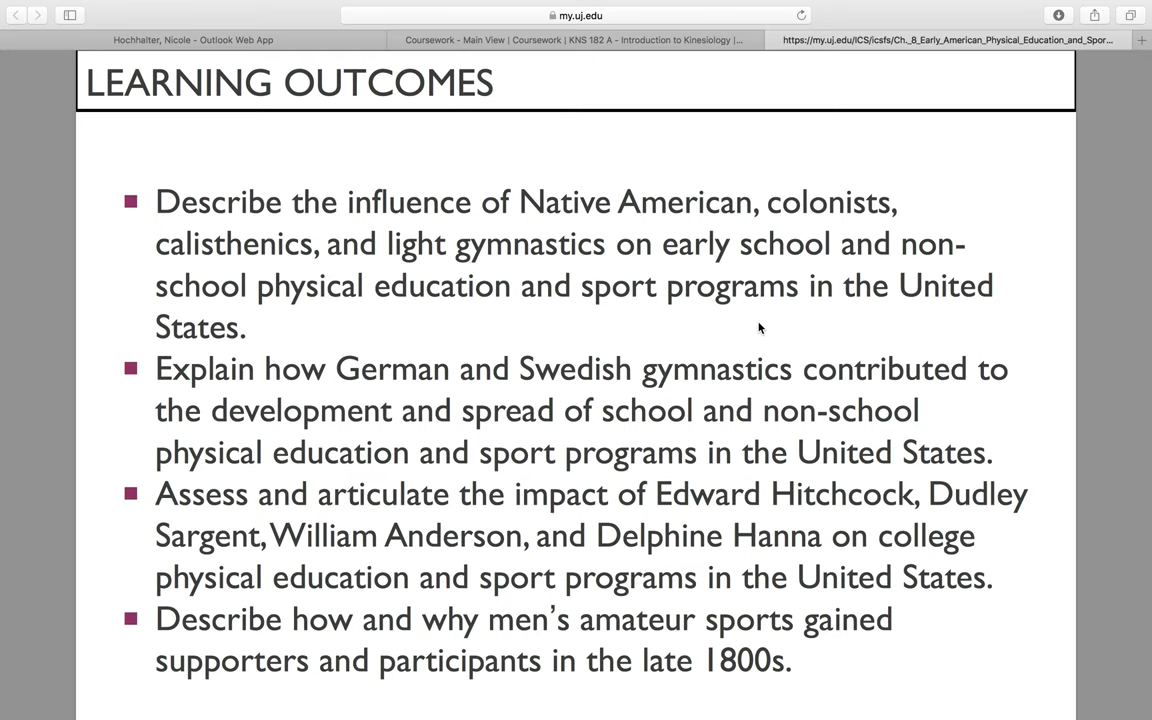 my.uj.edu
Hochhalter, Nicole - Outlook Web App
Coursework - Main View | Coursework | KNS 182 A - Introduction to Kinesiology |...
https://my.uj.edu/ICS/icsfs/Ch._8_Early_American_Physical_Education_and_Spor...
LEARNING OUTCOMES
Describe the influence of Native American, colonists,
calisthenics, and light gymnastics on early school and non-
school physical education and sport programs in the United
States.
Explain how German and Swedish gymnastics contributed to
the development and spread of school and non-school
physical education and sport programs in the United States.
Assess and articulate the impact of Edward Hitchcock, Dudley
Sargent, William Anderson, and Delphine Hanna on college
physical education and sport programs in the United States.
Describe how and why men's amateur sports gained
supporters and participants in the late 1800s.